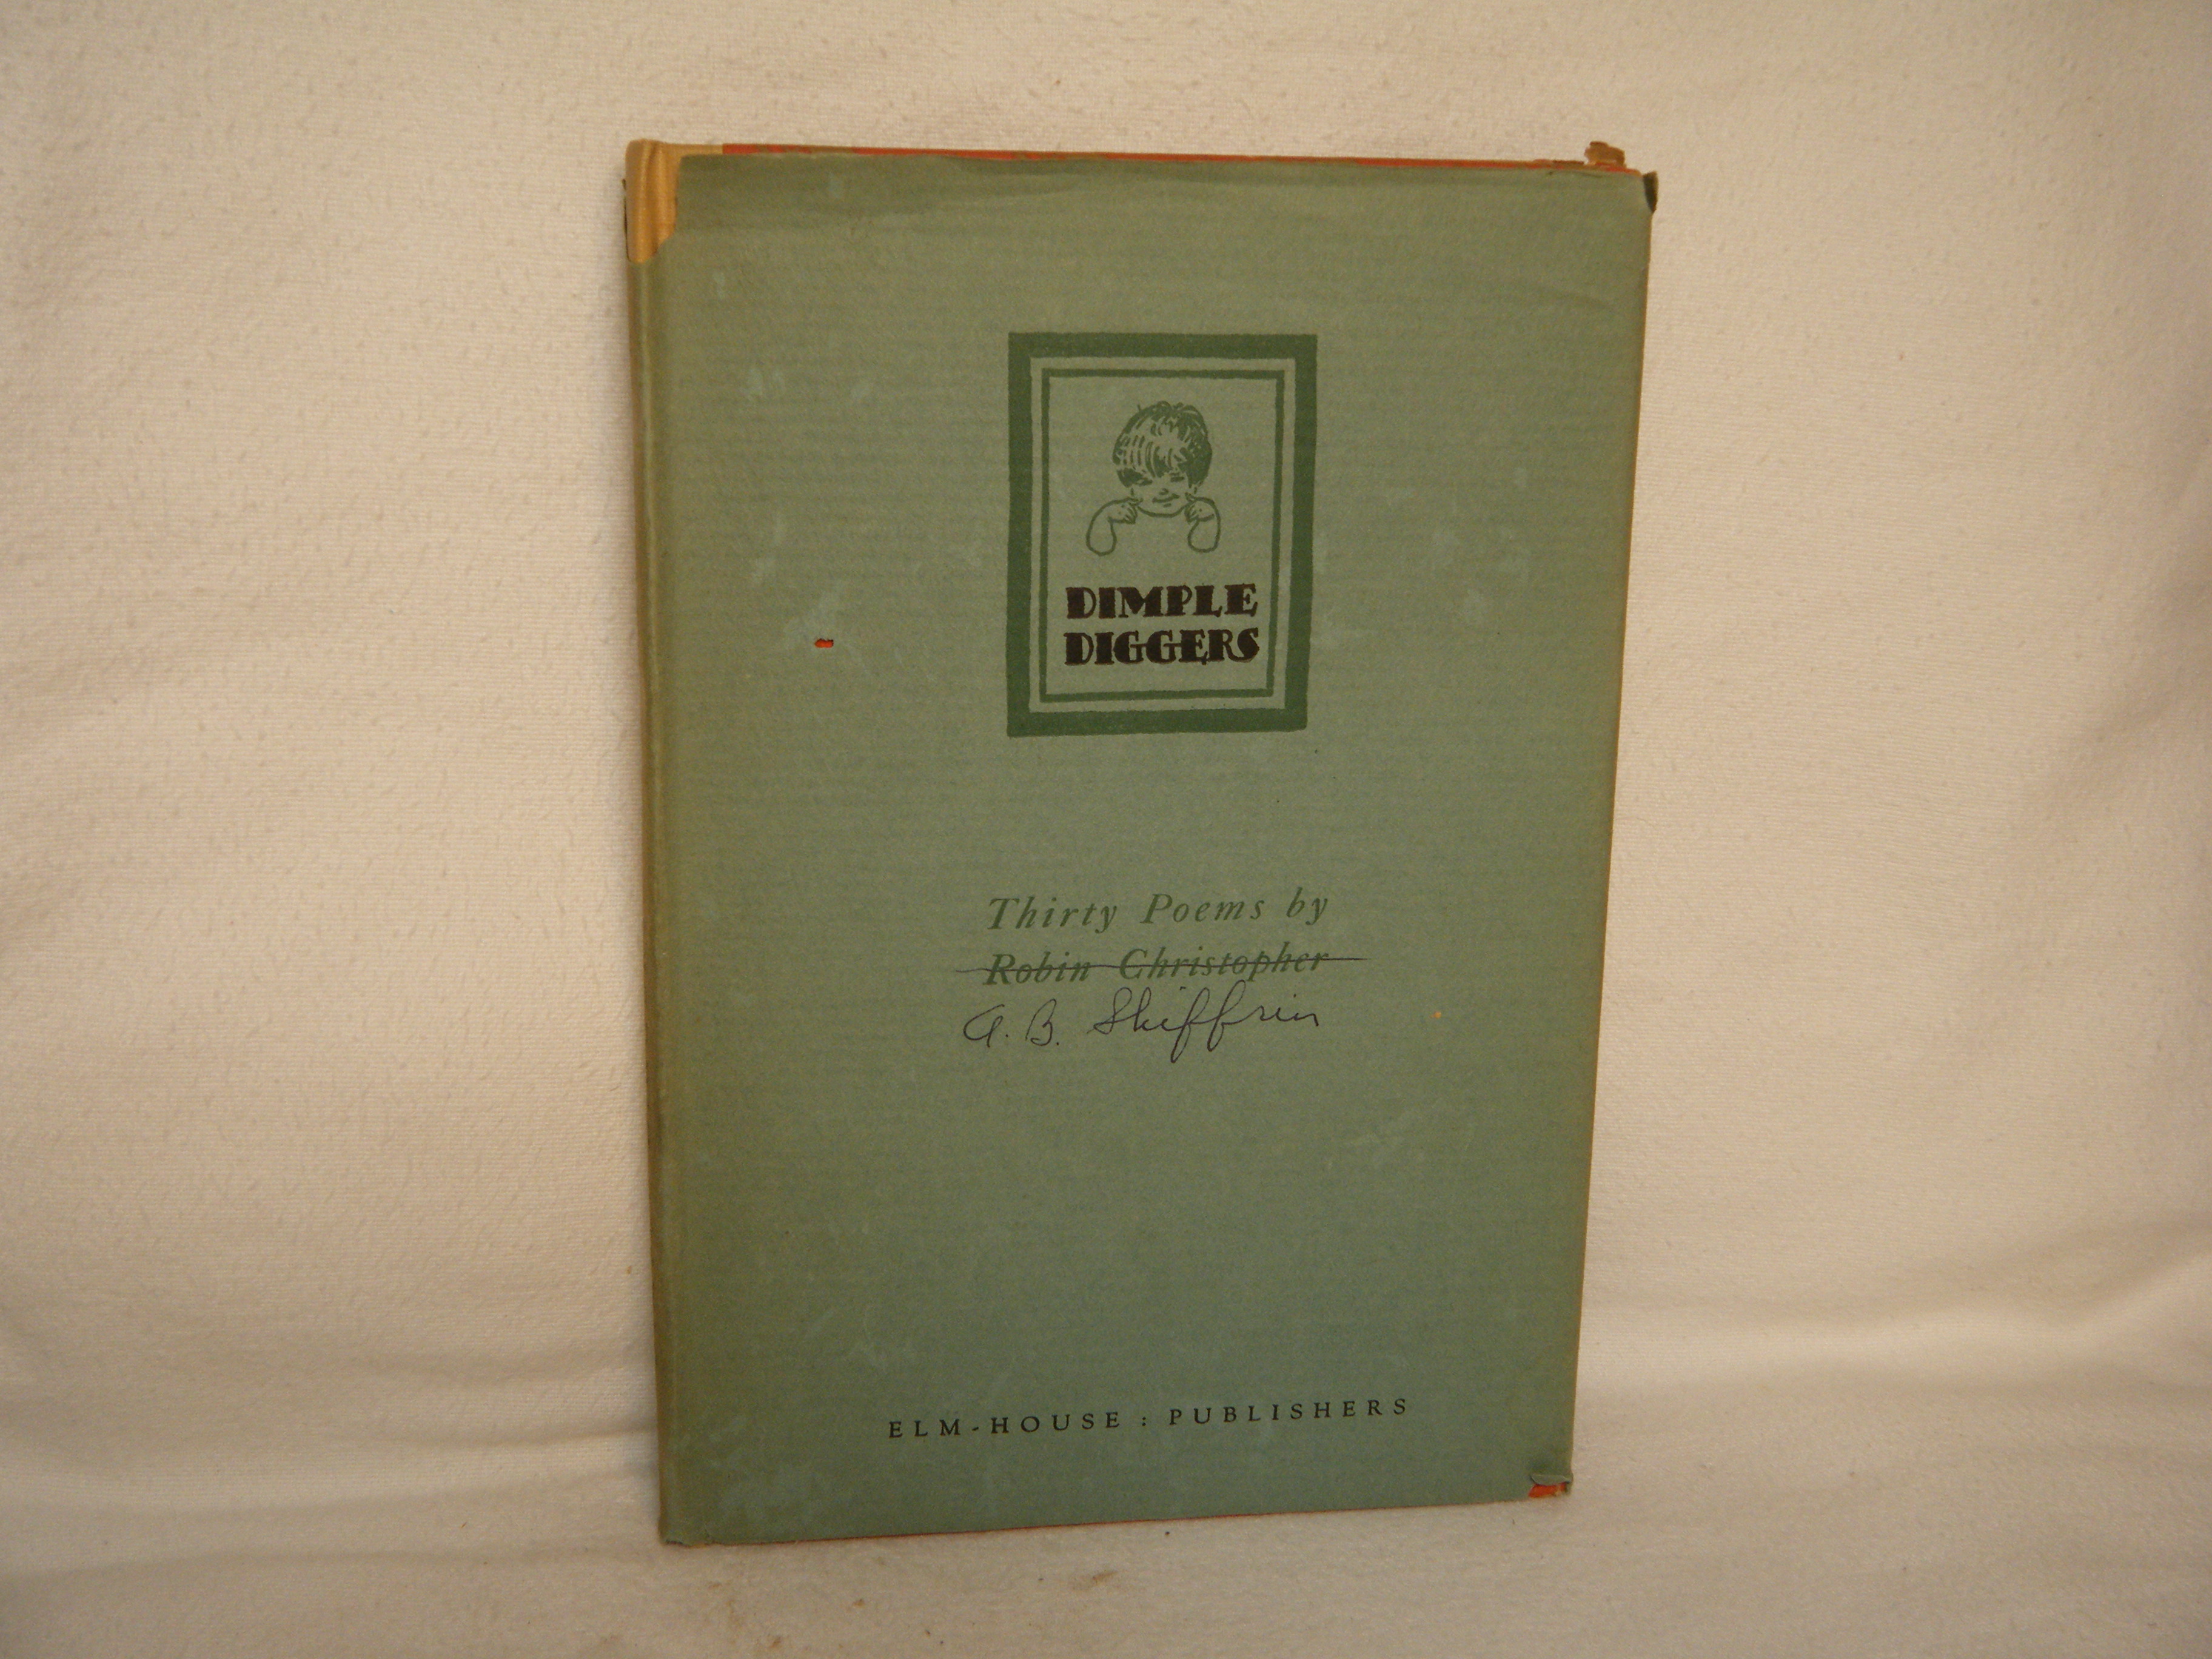 DIMPLE
DIGGERS
Thirty Poems by
Robin Christopher
A. B. Shiffrin
ELM-HOUSE : PUBLISHERS